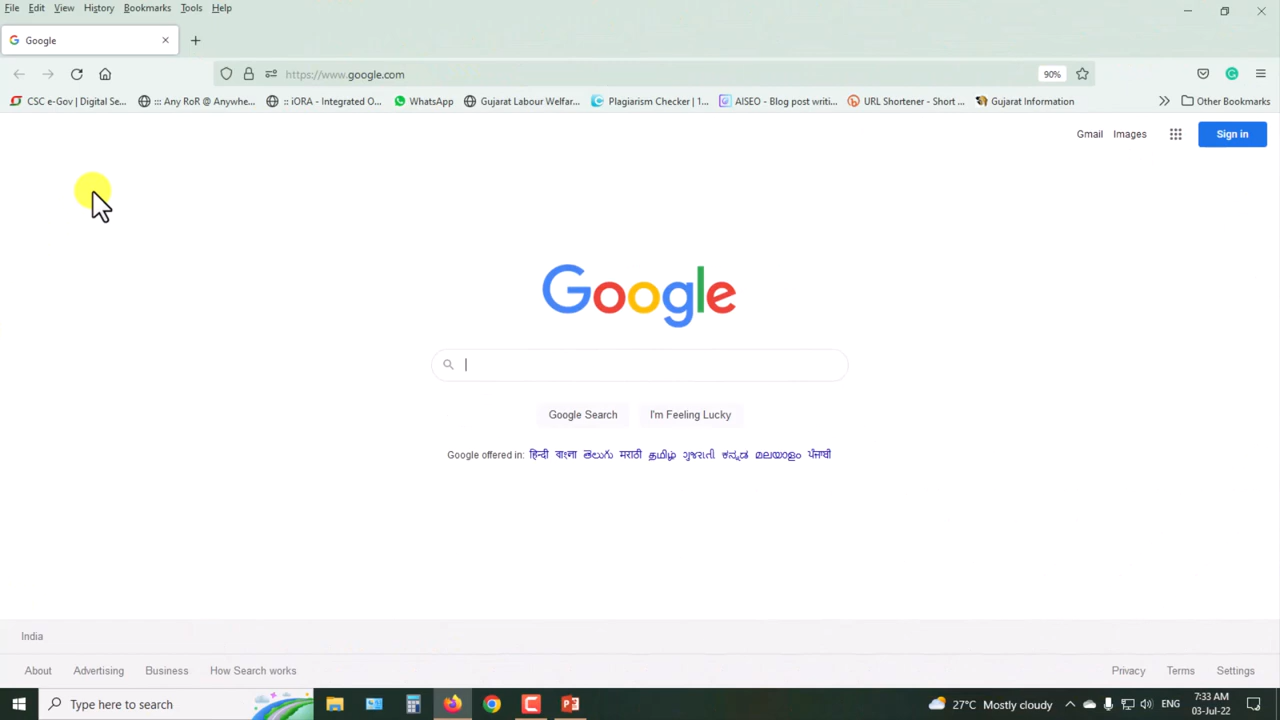 File Edit View History Bookmarks Tools Help
Google
https://www.google.com 90%
CSC e-Gov | Digital Se... ::: Any RoR @ Anywhe... :: iORA - Integrated O... WhatsApp Gujarat Labour Welfar... Plagiarism Checker | 1... AISEO - Blog post writi... URL Shortener - Short ... Gujarat Information Other Bookmarks
Gmail Images Sign in
Google
Google Search I'm Feeling Lucky
Google offered in: हिन्दी বাংলা తెలుగు मराठी தமிழ் ગુજરાતી ಕನ್ನಡ മലയാളം ਪੰਜਾਬੀ
India
About Advertising Business How Search works Privacy Terms Settings
Type here to search 27°C Mostly cloudy ENG 7:33 AM
03-Jul-22